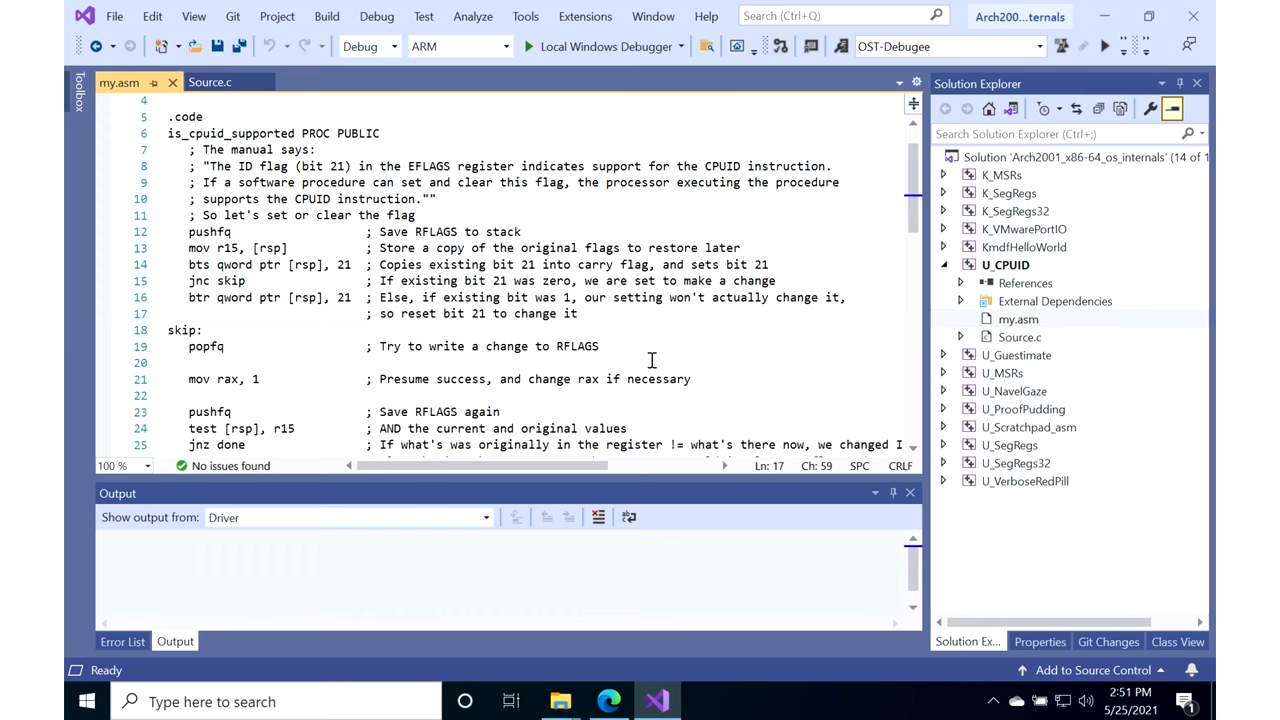 File Edit View Git Project Build Debug Test Analyze Tools Extensions Window Help Search (Ctrl+Q) Arch200...ternals
Debug ARM Local Windows Debugger OST-Debugee
Toolbox
my.asm Source.c
4
5 .code
6 is_cpuid_supported PROC PUBLIC
7 ; The manual says:
8 ; "The ID flag (bit 21) in the EFLAGS register indicates support for the CPUID instruction.
9 ; If a software procedure can set and clear this flag, the processor executing the procedure
10 ; supports the CPUID instruction.""
11 ; So let's set or clear the flag
12 pushfq ; Save RFLAGS to stack
13 mov r15, [rsp] ; Store a copy of the original flags to restore later
14 bts qword ptr [rsp], 21 ; Copies existing bit 21 into carry flag, and sets bit 21
15 jnc skip ; If existing bit 21 was zero, we are set to make a change
16 btr qword ptr [rsp], 21 ; Else, if existing bit was 1, our setting won't actually change it,
17 ; so reset bit 21 to change it
18 skip:
19 popfq ; Try to write a change to RFLAGS
20
21 mov rax, 1 ; Presume success, and change rax if necessary
22
23 pushfq ; Save RFLAGS again
24 test [rsp], r15 ; AND the current and original values
25 jnz done ; If what's was originally in the register != what's there now, we changed I
100 % No issues found Ln: 17 Ch: 59 SPC CRLF
Output
Show output from: Driver
Error List Output
Solution Explorer
Search Solution Explorer (Ctrl+;)
Solution 'Arch2001_x86-64_os_internals' (14 of 1
K_MSRs
K_SegRegs
K_SegRegs32
K_VMwarePortIO
KmdfHelloWorld
U_CPUID
References
External Dependencies
my.asm
Source.c
U_Guestimate
U_MSRs
U_NavelGaze
U_ProofPudding
U_Scratchpad_asm
U_SegRegs
U_SegRegs32
U_VerboseRedPill
Solution Ex... Properties Git Changes Class View
Ready Add to Source Control
Type here to search
2:51 PM
5/25/2021
1